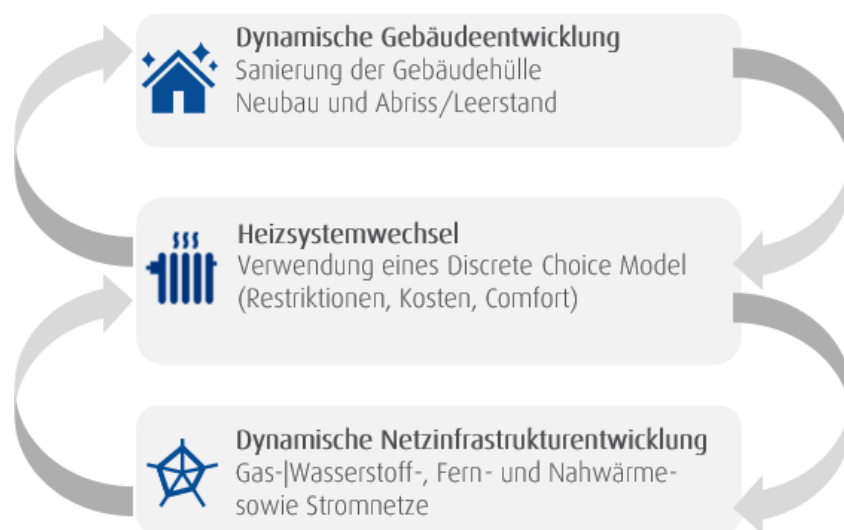 Dynamische Gebäudeentwicklung
Sanierung der Gebäudehülle
Neubau und Abriss/Leerstand
Heizsystemwechsel
Verwendung eines Discrete Choice Model
(Restriktionen, Kosten, Comfort)
Dynamische Netzinfrastrukturentwicklung
Gas-|Wasserstoff-, Fern- und Nahwärme-
sowie Stromnetze